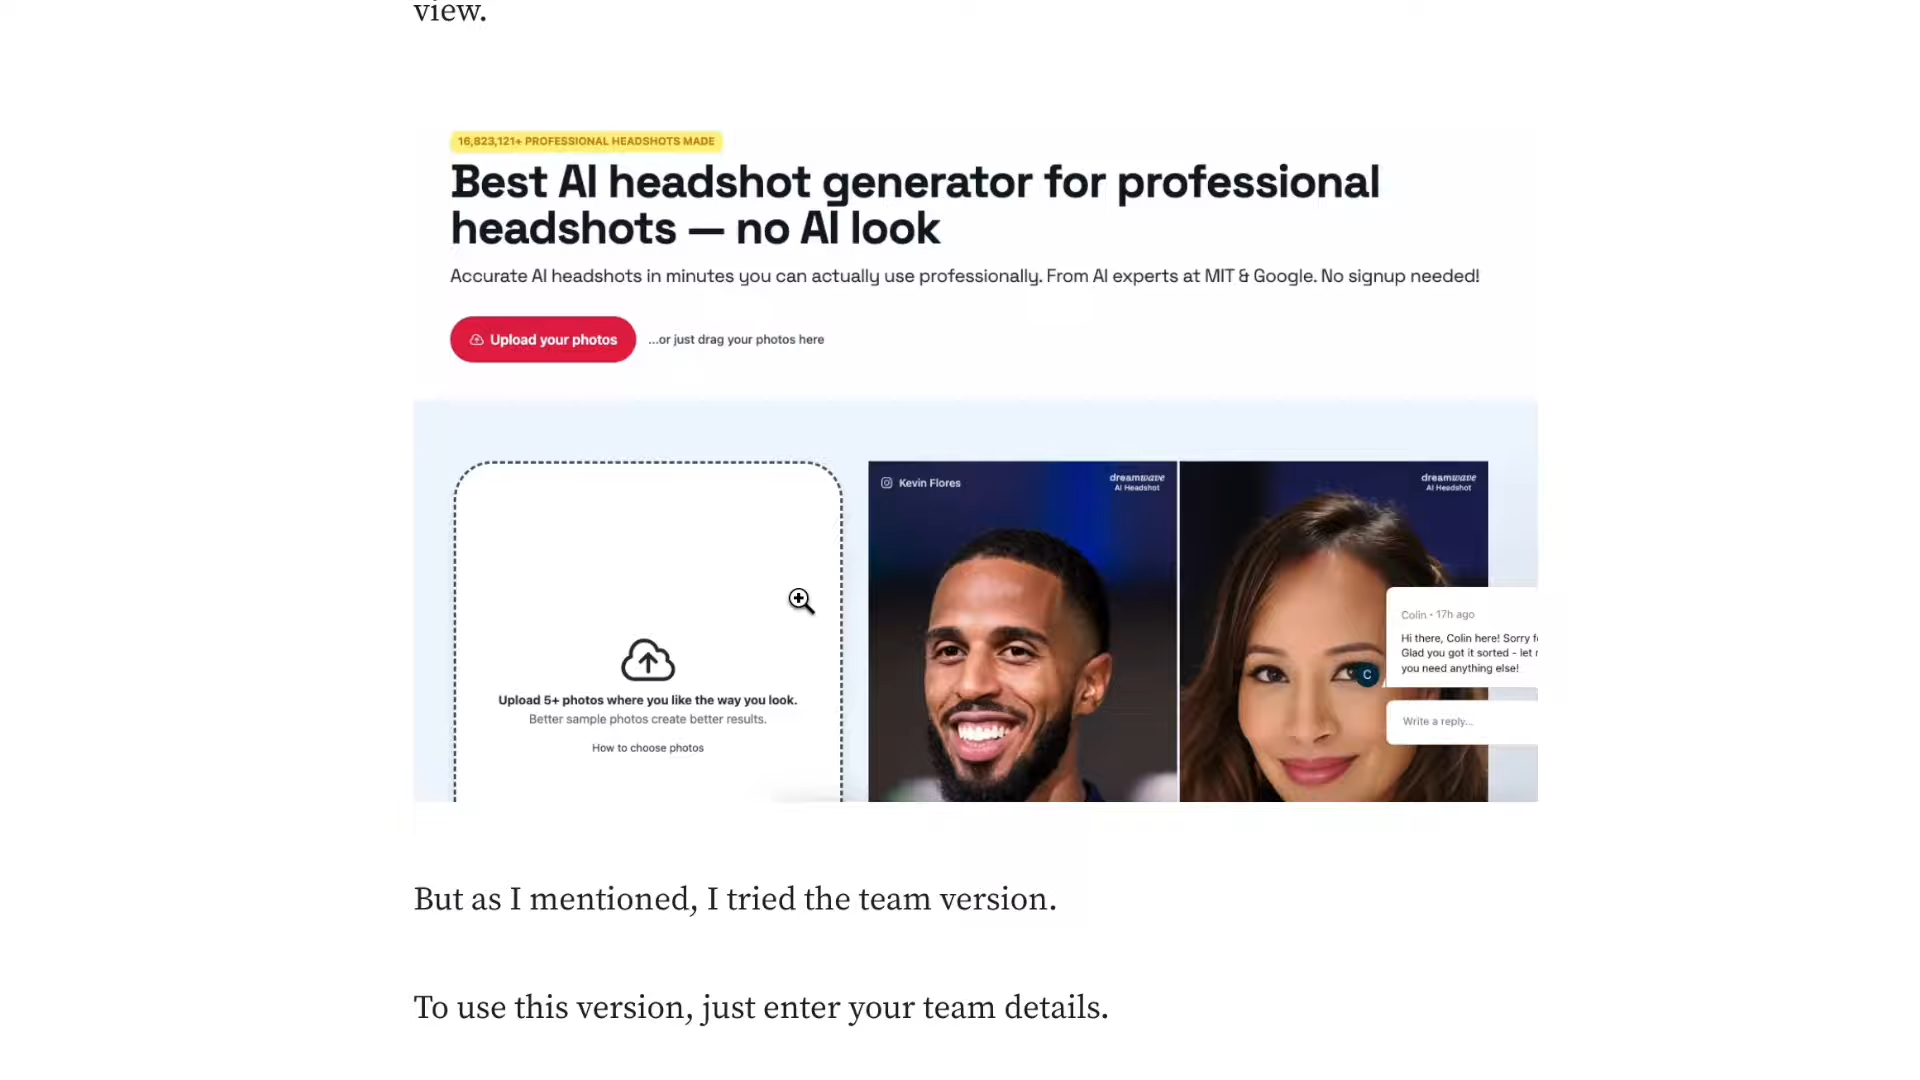 view.
16,823,121+ PROFESSIONAL HEADSHOTS MADE
Best AI headshot generator for professional
headshots — no AI look
Accurate AI headshots in minutes you can actually use professionally. From AI experts at MIT & Google. No signup needed!
Upload your photos
...or just drag your photos here
Upload 5+ photos where you like the way you look.
Better sample photos create better results.
How to choose photos
Kevin Flores
dreamwave
AI Headshot
dreamwave
AI Headshot
Colin • 17h ago
Hi there, Colin here! Sorry
Glad you got it sorted - let
you need anything else!
C
Write a reply...
But as I mentioned, I tried the team version.
To use this version, just enter your team details.